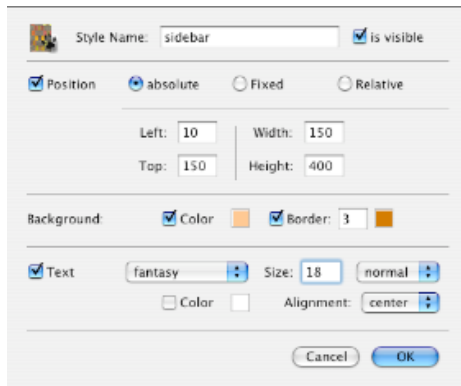 Style Name: sidebar is visible
Position absolute Fixed Relative
Left: 10 Width: 150
Top: 150 Height: 400
Background: Color Border: 3
Text fantasy Size: 18 normal
Color Alignment: center
Cancel OK